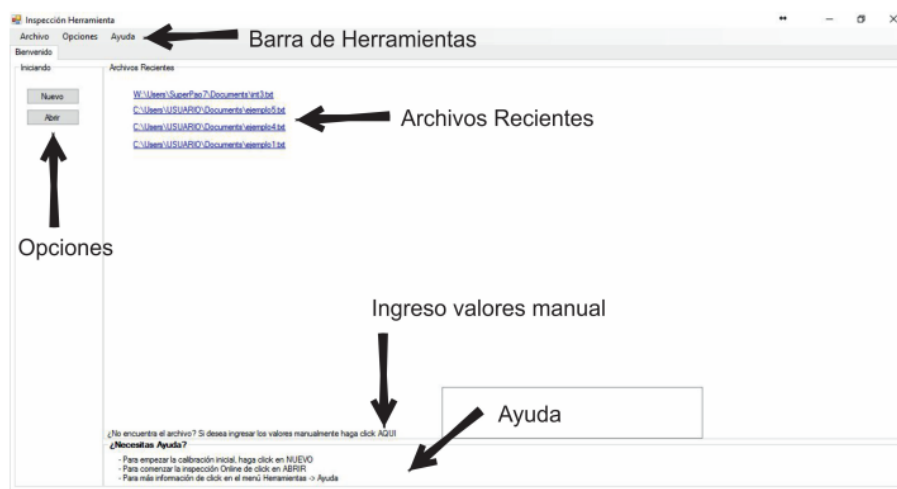 Inspección Herramienta
Archivo Opciones Ayuda
Barra de Herramientas
Bienvenido
Iniciando
Archivos Recientes
Nuevo
Abrir
W:\Users\SuperPao7\Documents\int3.txt
C:\Users\USUARIO\Documents\ejemplo5.txt
C:\Users\USUARIO\Documents\ejemplo4.txt
C:\Users\USUARIO\Documents\ejemplo1.txt
Archivos Recientes
Opciones
Ingreso valores manual
Ayuda
¿No encuentra el archivo? Si desea ingresar los valores manualmente haga click AQUI
¿Necesitas Ayuda?
- Para empezar la calibración inicial, haga click en NUEVO
- Para comenzar la inspección Online de click en ABRIR
- Para más información de click en el menú Herramientas -> Ayuda